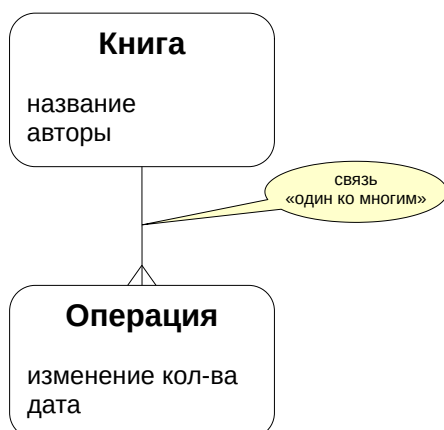 Книга
название
авторы
связь
«один ко многим»
Операция
изменение кол-ва
дата